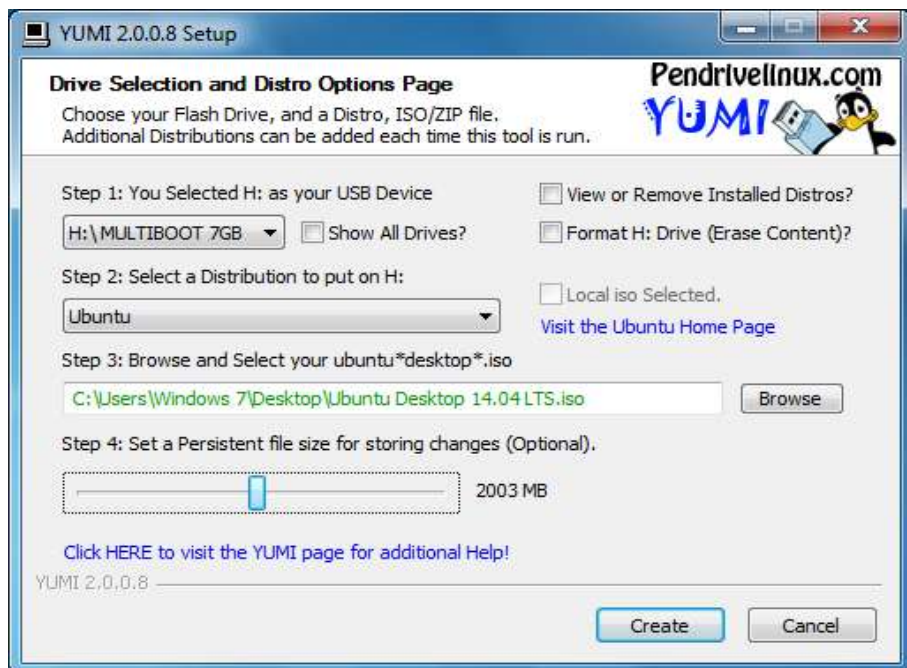 YUMI 2.0.0.8 Setup
Drive Selection and Distro Options Page
Choose your Flash Drive, and a Distro, ISO/ZIP file.
Additional Distributions can be added each time this tool is run.
Pendrivelinux.com
YUMI
Step 1: You Selected H: as your USB Device
View or Remove Installed Distros?
H:\MULTIBOOT 7GB
Show All Drives?
Format H: Drive (Erase Content)?
Step 2: Select a Distribution to put on H:
Local iso Selected.
Ubuntu
Visit the Ubuntu Home Page
Step 3: Browse and Select your ubuntu*desktop*.iso
C:\Users\Windows 7\Desktop\Ubuntu Desktop 14.04 LTS.iso
Browse
Step 4: Set a Persistent file size for storing changes (Optional).
2003 MB
Click HERE to visit the YUMI page for additional Help!
YUMI 2.0.0.8
Create
Cancel